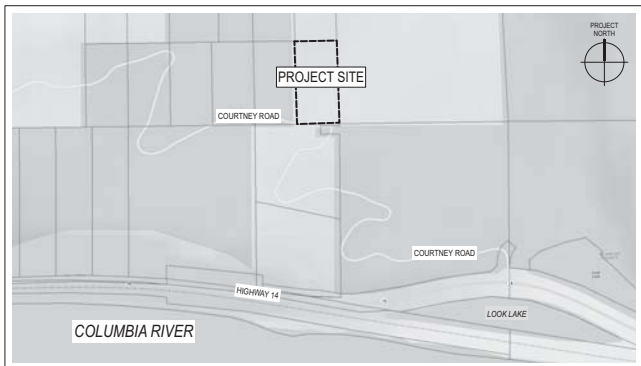 PROJECT
NORTH
PROJECT SITE
COURTNEY ROAD
COURTNEY ROAD
HIGHWAY 14
LOOK LAKE
COLUMBIA RIVER